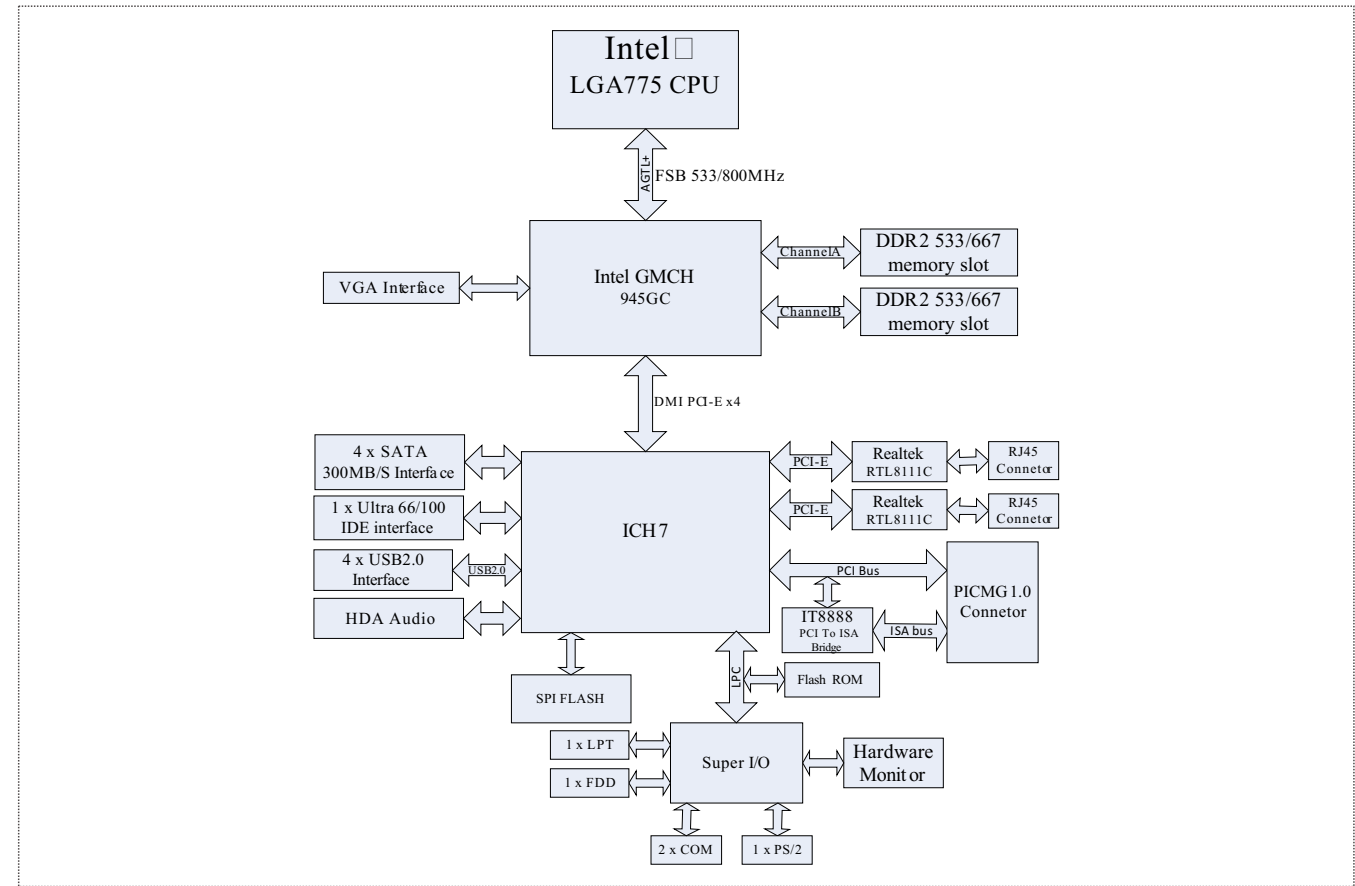 Intel□
LGA775 CPU
AGTL+
FSB 533/800MHz
Intel GMCH
945GC
VGA Interface
ChannelA
DDR2 533/667
memory slot
ChannelB
DDR2 533/667
memory slot
DMI PCI-E x4
4 x SATA
300MB/S Interface
1 x Ultra 66/100
IDE interface
4 x USB2.0
Interface
USB2.0
HDA Audio
ICH7
PCI-E
Realtek
RTL8111C
RJ45
Connetor
PCI-E
Realtek
RTL8111C
RJ45
Connetor
PCI Bus
PICMG1.0
Connetor
IT8888
PCI To ISA
Bridge
ISA bus
SPI FLASH
LPC
Flash ROM
1 x LPT
1 x FDD
Super I/O
Hardware
Monitor
2 x COM
1 x PS/2